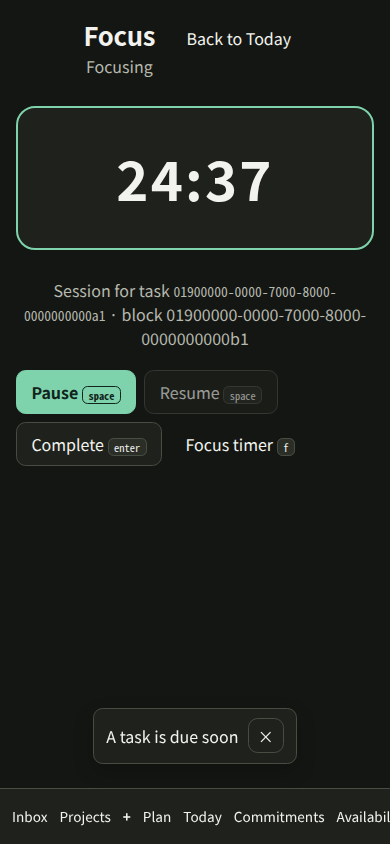 Focus Back to Today
Focusing
24:37
Session for task 01900000-0000-7000-8000-
0000000000a1 · block 01900000-0000-7000-8000-
0000000000b1
Pause space Resume space
Complete enter Focus timer f
A task is due soon ×
Inbox Projects + Plan Today Commitments Availabil